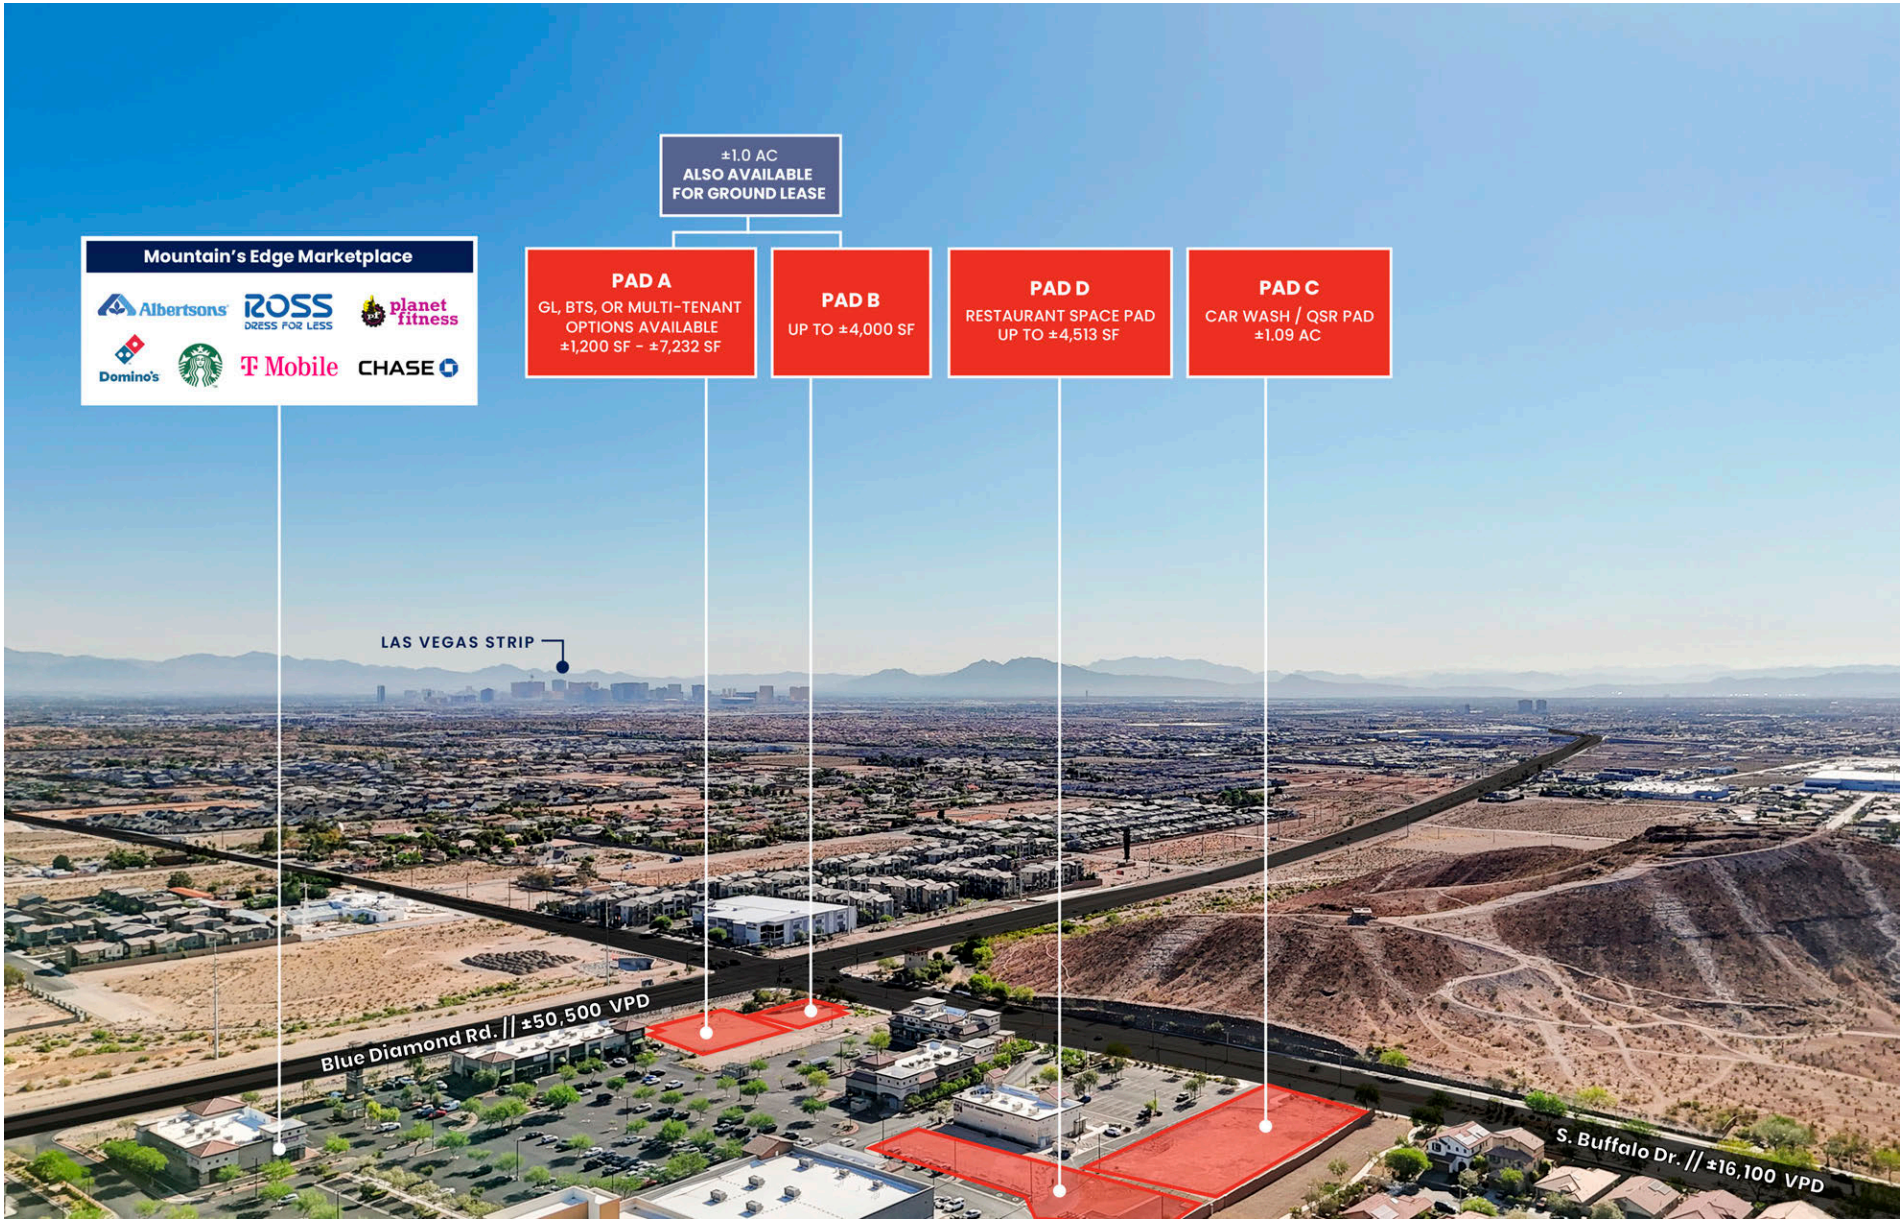 ±1.0 AC
ALSO AVAILABLE
FOR GROUND LEASE
Mountain's Edge Marketplace
Albertsons
ROSS
DRESS FOR LESS
planet
fitness
Domino's
T Mobile
CHASE
PAD A
GL, BTS, OR MULTI-TENANT
OPTIONS AVAILABLE
±1,200 SF - ±7,232 SF
PAD B
UP TO ±4,000 SF
PAD D
RESTAURANT SPACE PAD
UP TO ±4,513 SF
PAD C
CAR WASH / QSR PAD
±1.09 AC
LAS VEGAS STRIP
Blue Diamond Rd. // ±50,500 VPD
S. Buffalo Dr. // ±16,100 VPD